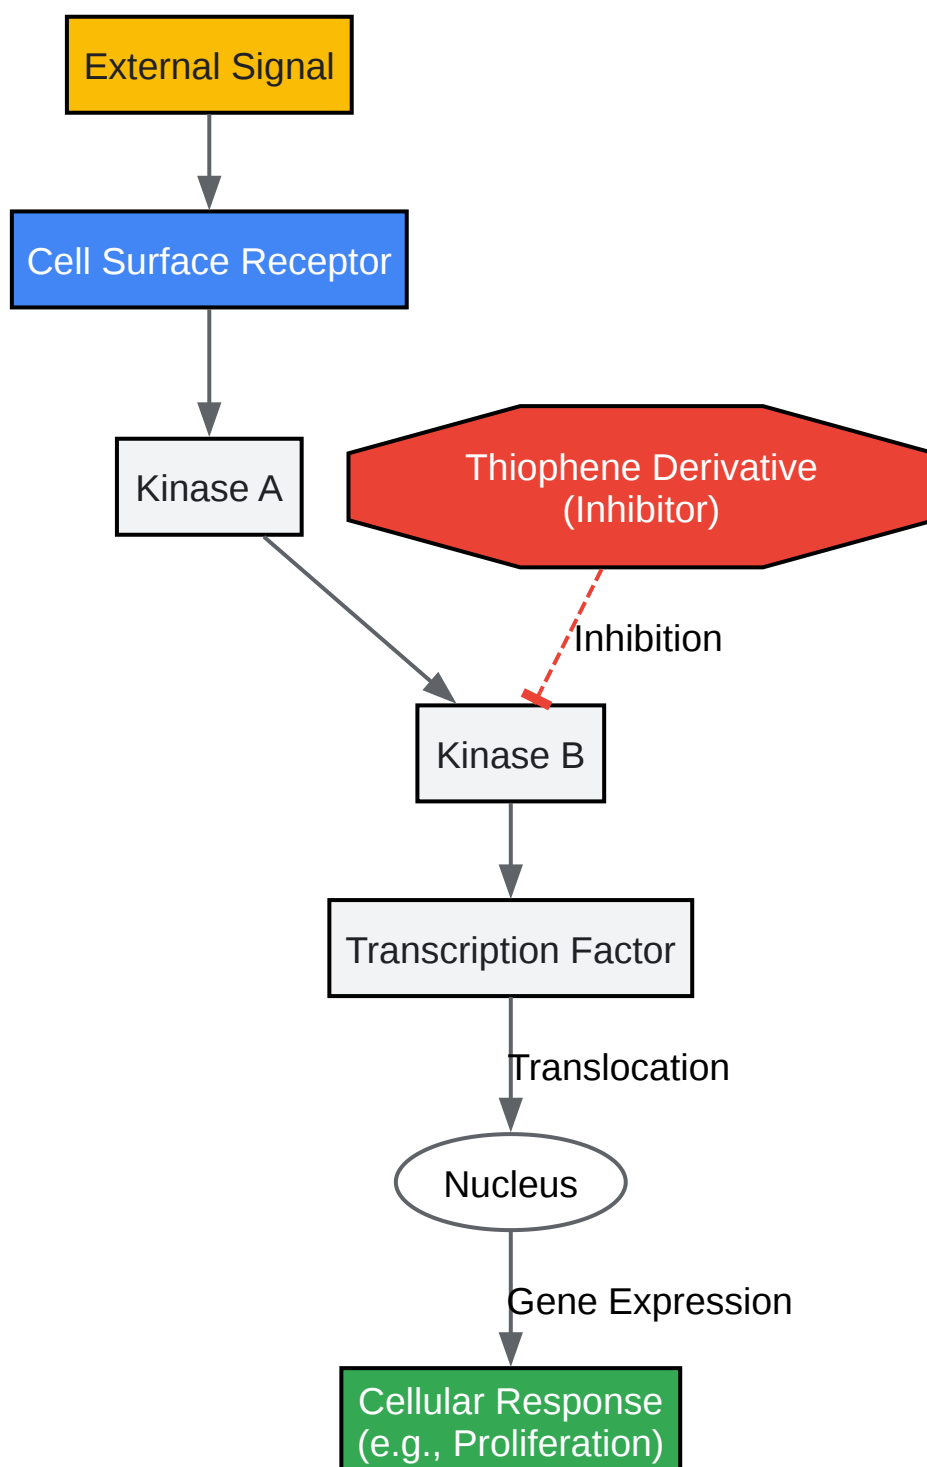 External Signal
Cell Surface Receptor
Kinase A
Thiophene Derivative
(Inhibitor)
Inhibition
Kinase B
Transcription Factor
Translocation
Nucleus
Gene Expression
Cellular Response
(e.g., Proliferation)